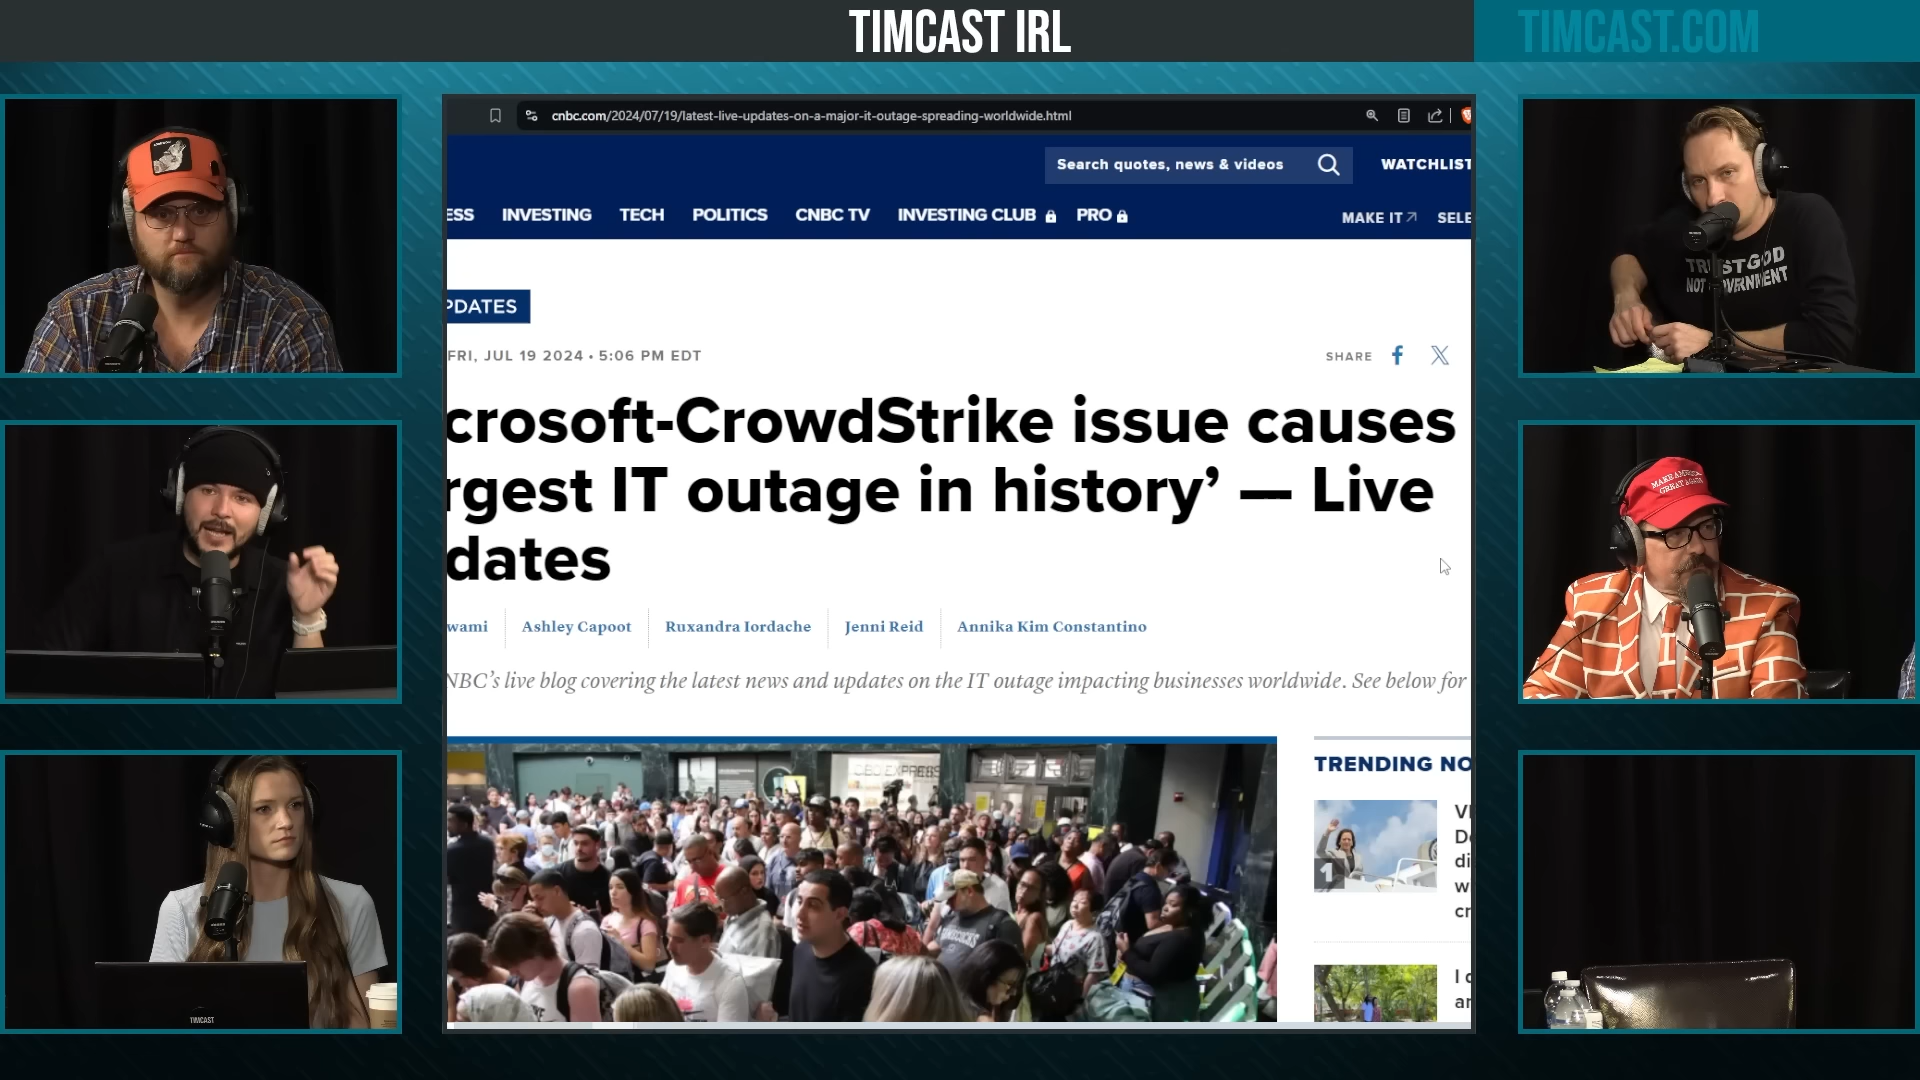 TIMCAST IRL
TIMCAST.COM
cnbc.com/2024/07/19/latest-live-updates-on-a-major-it-outage-spreading-worldwide.html
Search quotes, news & videos
WATCHLIST
ESS INVESTING TECH POLITICS CNBC TV INVESTING CLUB PRO
MAKE IT SELE
PDATES
FRI, JUL 19 2024 • 5:06 PM EDT
SHARE
crosoft-CrowdStrike issue causes
rgest IT outage in history’ — Live
dates
wami Ashley Capoot Ruxandra Iordache Jenni Reid Annika Kim Constantino
NBC’s live blog covering the latest news and updates on the IT outage impacting businesses worldwide. See below for
TRENDING NO
1
di
w
cr
I
TRUST GOD
NOT GOVERNMENT
MAKE AMERICA
GREAT AGAIN
TIMCAST